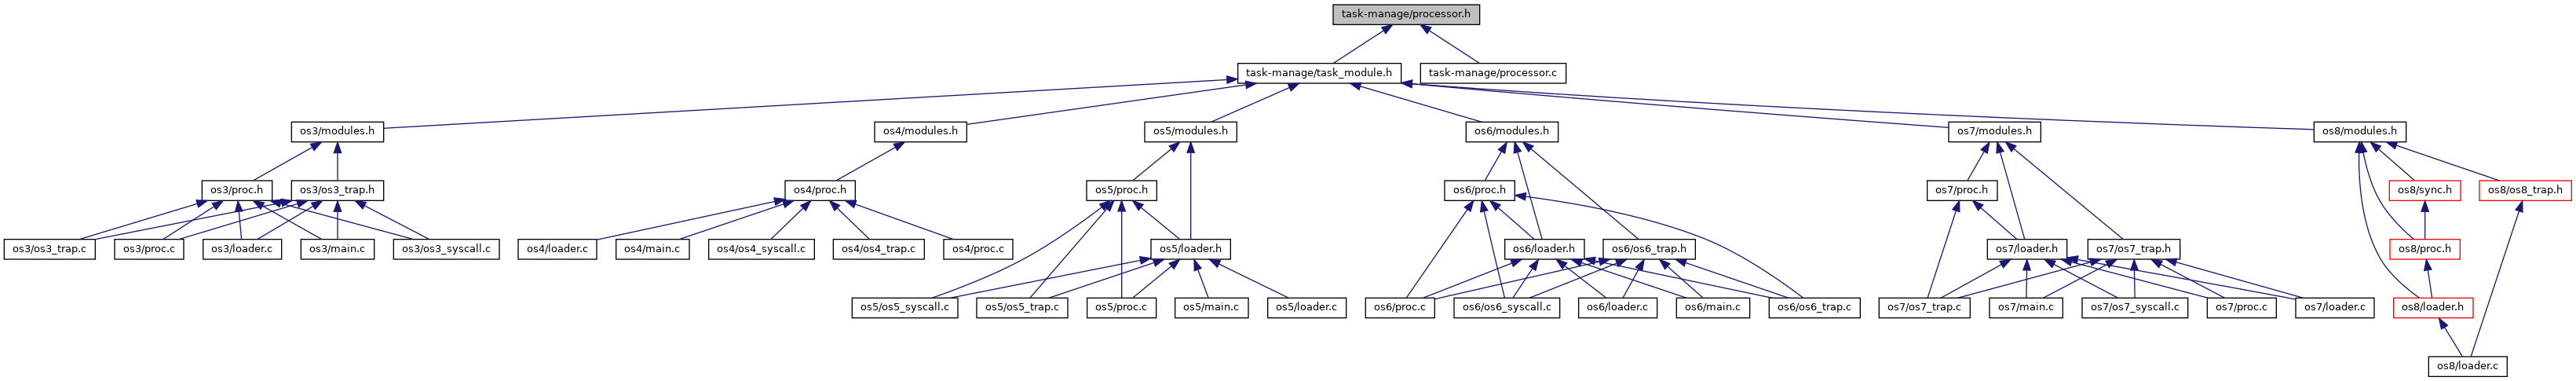 task-manage/processor.h
task-manage/task_module.h
task-manage/processor.c
os3/modules.h
os4/modules.h
os5/modules.h
os6/modules.h
os7/modules.h
os8/modules.h
os3/proc.h
os3/os3_trap.h
os4/proc.h
os5/proc.h
os6/proc.h
os7/proc.h
os8/sync.h
os8/os8_trap.h
os3/os3_trap.c
os3/proc.c
os3/loader.c
os3/main.c
os3/os3_syscall.c
os4/loader.c
os4/main.c
os4/os4_syscall.c
os4/os4_trap.c
os4/proc.c
os5/loader.h
os6/loader.h
os6/os6_trap.h
os7/loader.h
os7/os7_trap.h
os8/proc.h
os5/os5_syscall.c
os5/os5_trap.c
os5/proc.c
os5/main.c
os5/loader.c
os6/proc.c
os6/os6_syscall.c
os6/loader.c
os6/main.c
os6/os6_trap.c
os7/os7_trap.c
os7/main.c
os7/os7_syscall.c
os7/proc.c
os7/loader.c
os8/loader.h
os8/loader.c